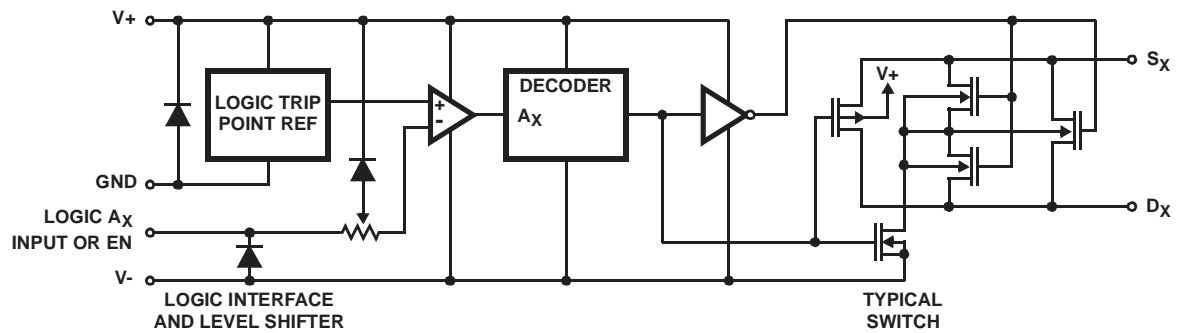 V+
LOGIC TRIP
POINT REF
+
-
DECODER
AX
V+
SX
GND
LOGIC AX
INPUT OR EN
DX
V-
LOGIC INTERFACE
AND LEVEL SHIFTER
TYPICAL
SWITCH